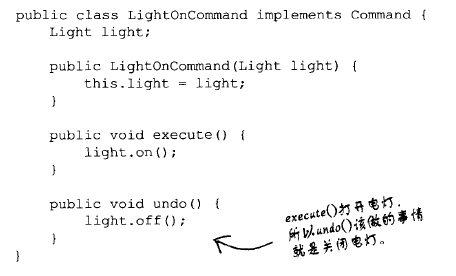 public class LightOnCommand implements Command {
    Light light;
    public LightOnCommand(Light light) {
        this.light = light;
    }
    public void execute() {
        light.on();
    }
    public void undo() {
        light.off();
    }
}
execute()打开电灯,
所以undo()该做的事情
就是关闭电灯。